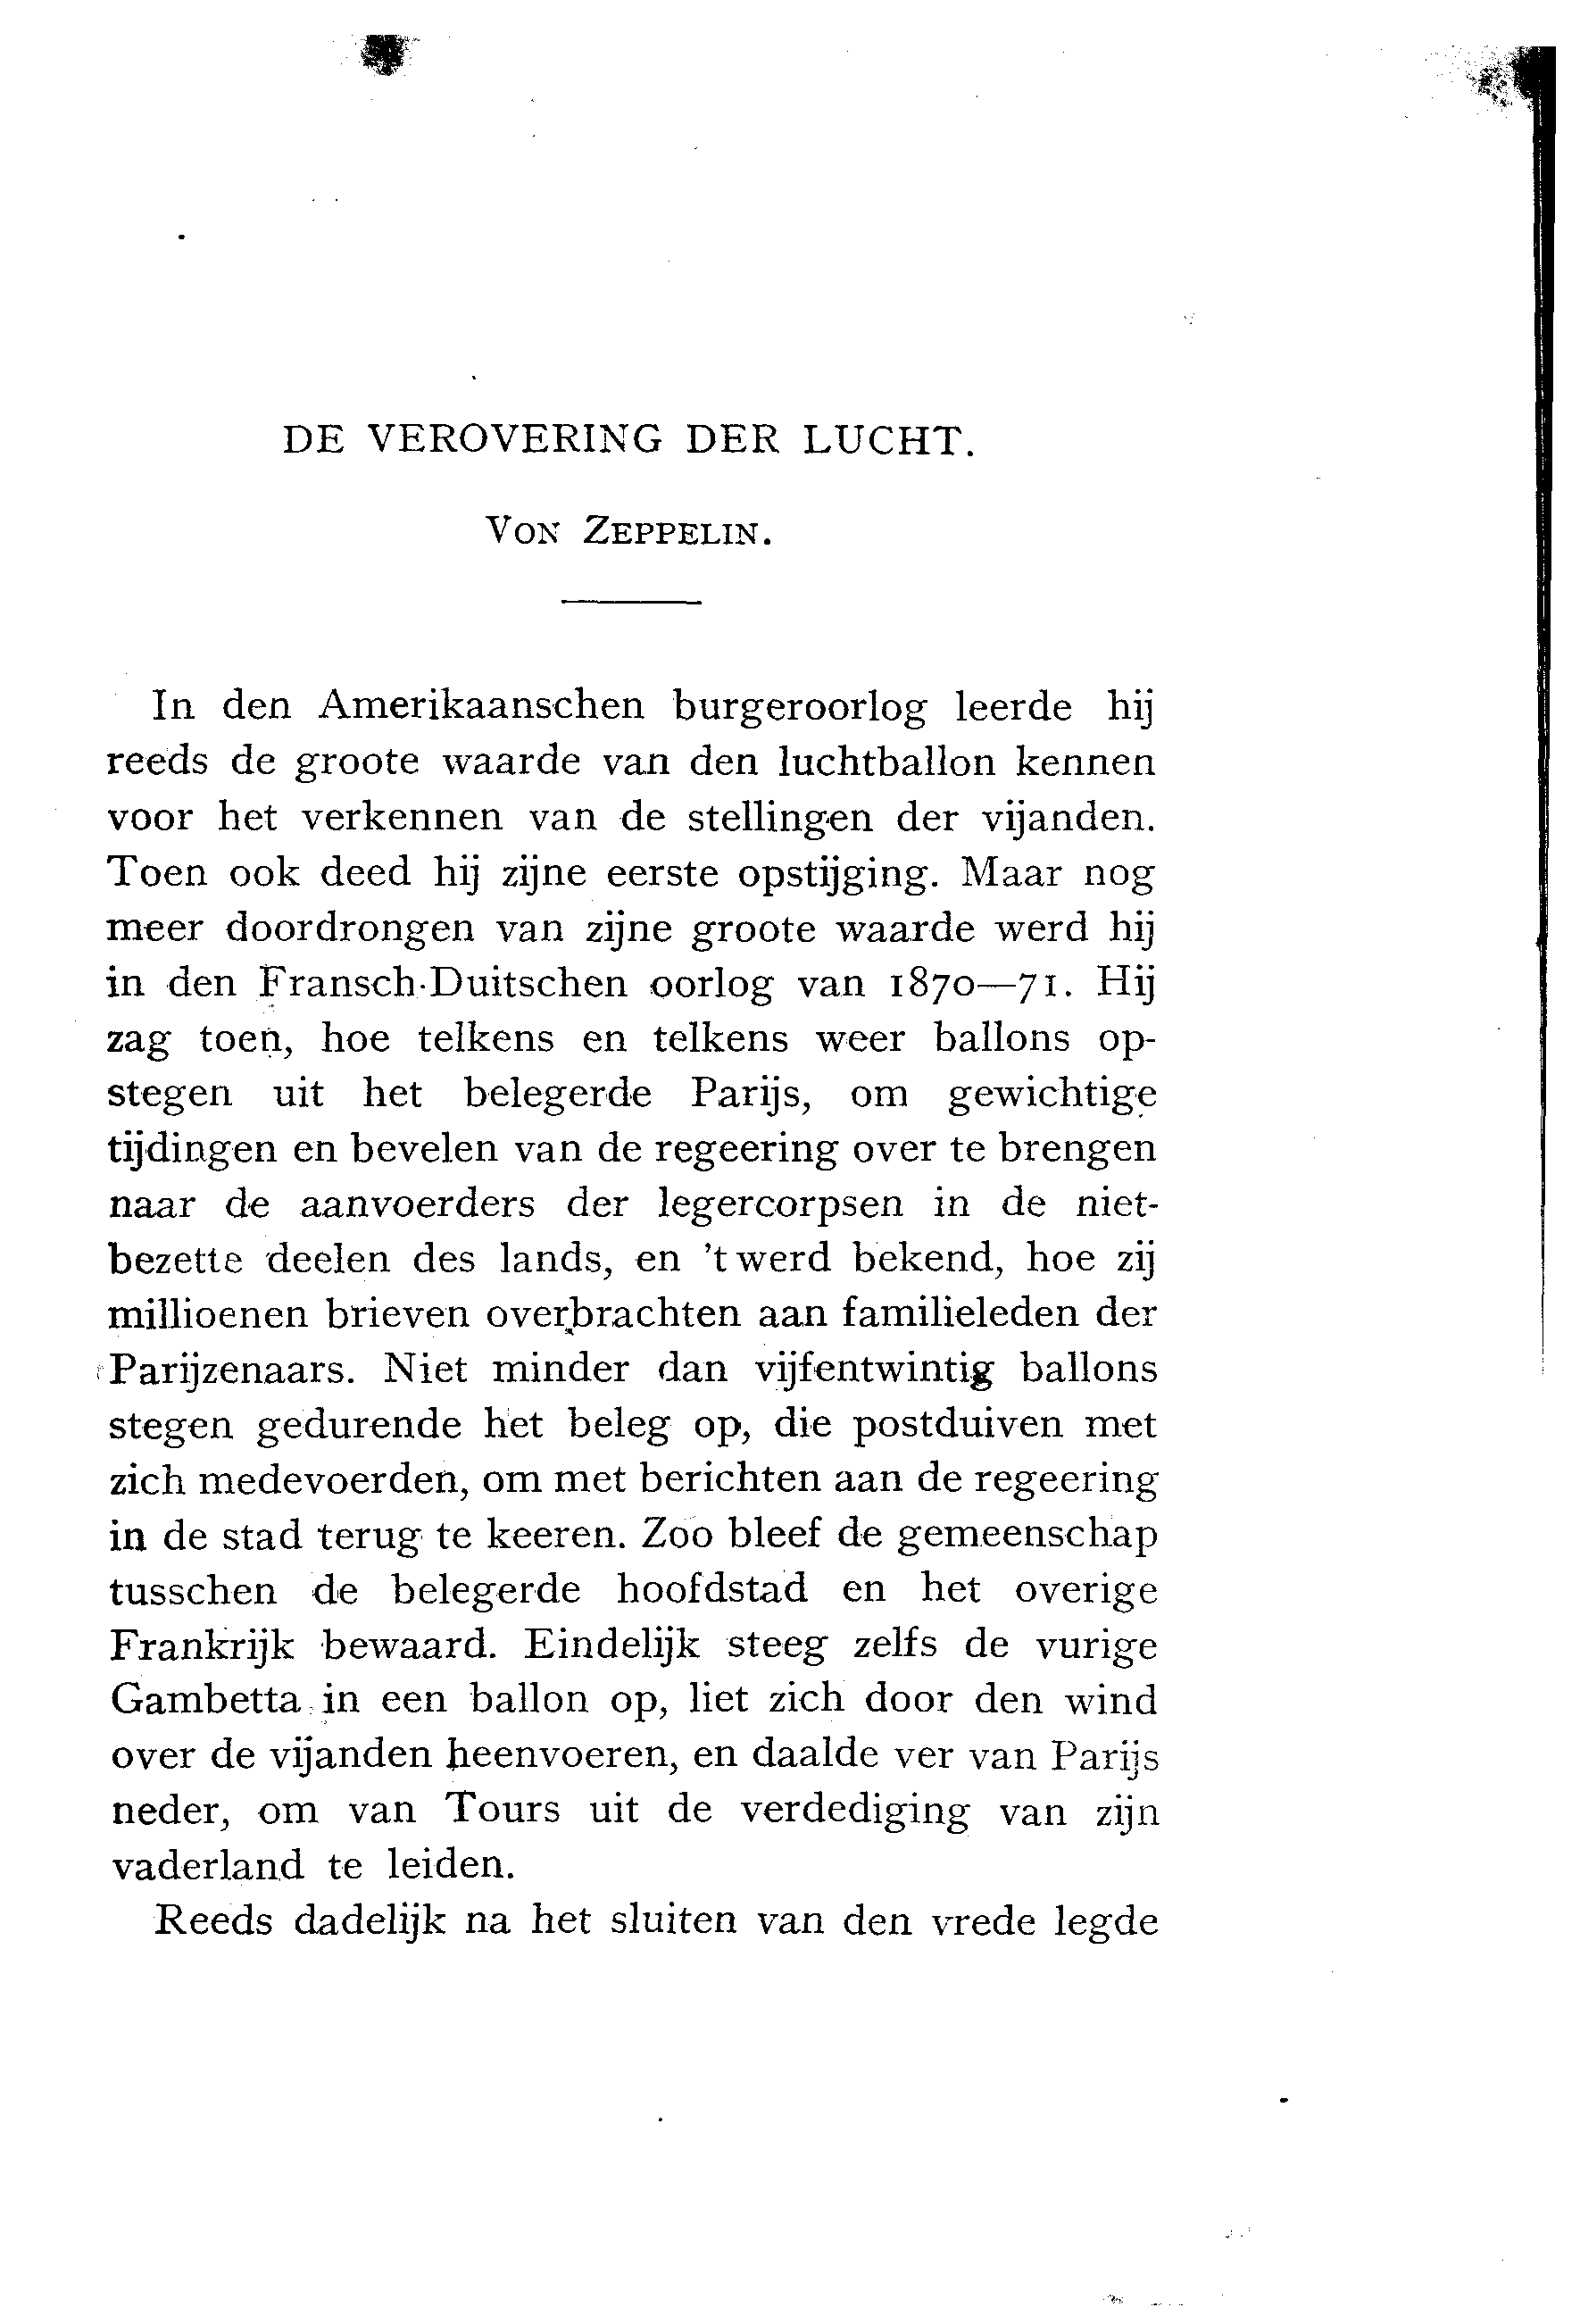 DE VEROVERING DER LUCHT.
VON ZEPPELIN.
In den Amerikaanschen burgeroorlog leerde hij
reeds de groote waarde van den luchtballon kennen
voor het verkennen van de stellingen der vijanden.
Toen ook deed hij zijne eerste opstijging. Maar nog
meer doordrongen van zijne groote waarde werd hij
in den Fransch-Duitschen oorlog van 1870—71. Hij
zag toen, hoe telkens en telkens weer ballons op-
stegen uit het belegerde Parijs, om gewichtige
tijdingen en bevelen van de regeering over te brengen
naar de aanvoerders der legercorpsen in de niet-
bezette deelen des lands, en 't werd bekend, hoe zij
millioenen brieven overbrachten aan familieleden der
Parijzenaars. Niet minder dan vijfentwintig ballons
stegen gedurende het beleg op, die postduiven met
zich medevoerden, om met berichten aan de regeering
in de stad terug te keeren. Zoo bleef de gemeenschap
tusschen de belegerde hoofdstad en het overige
Frankrijk bewaard. Eindelijk steeg zelfs de vurige
Gambetta in een ballon op, liet zich door den wind
over de vijanden heenvoeren, en daalde ver van Parijs
neder, om van Tours uit de verdediging van zijn
vaderland te leiden.
Reeds dadelijk na het sluiten van den vrede legde